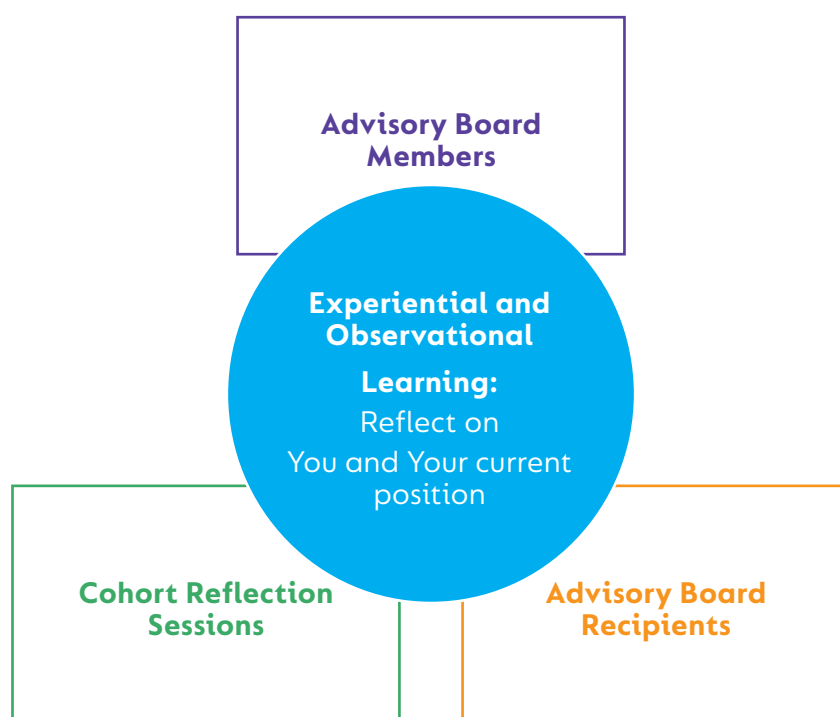 Advisory Board
Members
Experiential and
Observational
Learning:
Reflect on
You and Your current
position
Cohort Reflection
Sessions
Advisory Board
Recipients